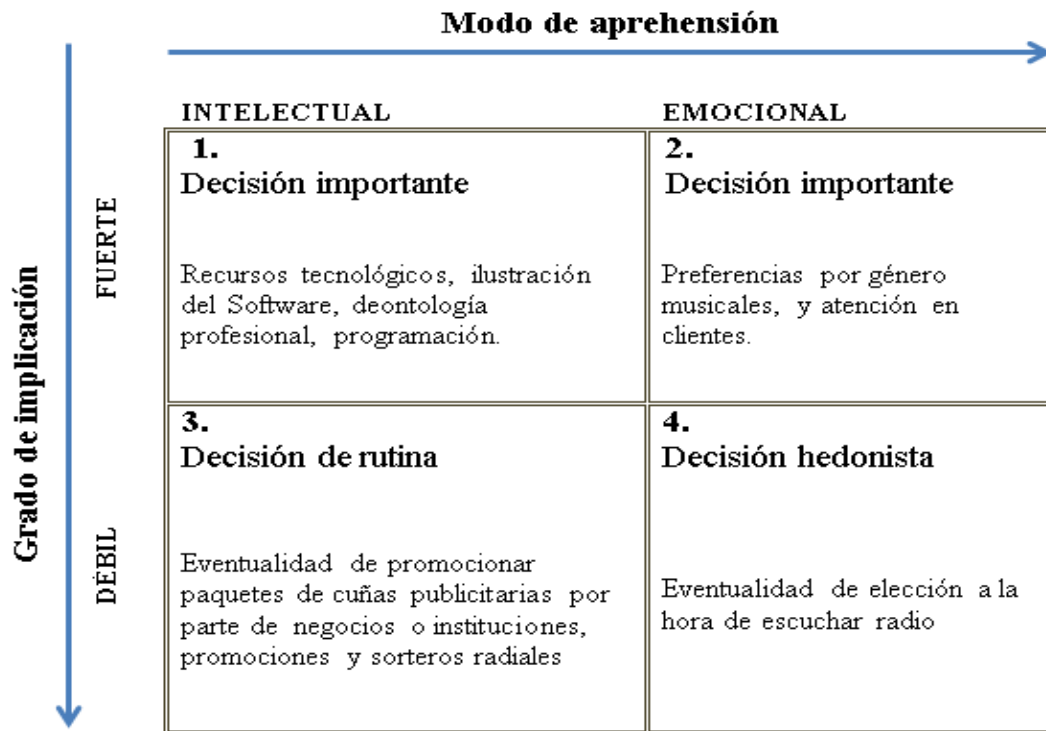 Modo de aprehensión
INTELECTUAL
EMOCIONAL
Grado de implicación
FUERTE
1.
Decisión importante
Recursos tecnológicos, ilustración
del Software, deontología
profesional, programación.
2.
Decisión importante
Preferencias por género
musicales, y atención en
clientes.
DÉBIL
3.
Decisión de rutina
Eventualidad de promocionar
paquetes de cuñas publicitarias por
parte de negocios o instituciones,
promociones y sorteros radiales
4.
Decisión hedonista
Eventualidad de elección a la
hora de escuchar radio